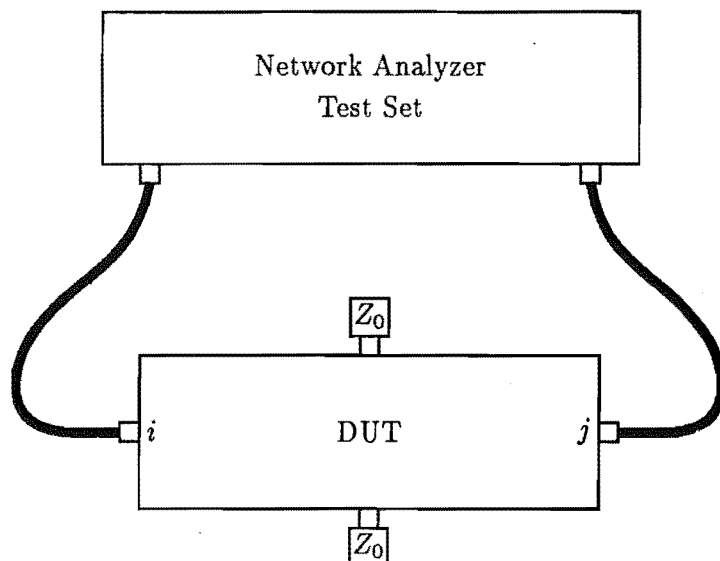 Network Analyzer
Test Set
Z₀
i DUT j
Z₀